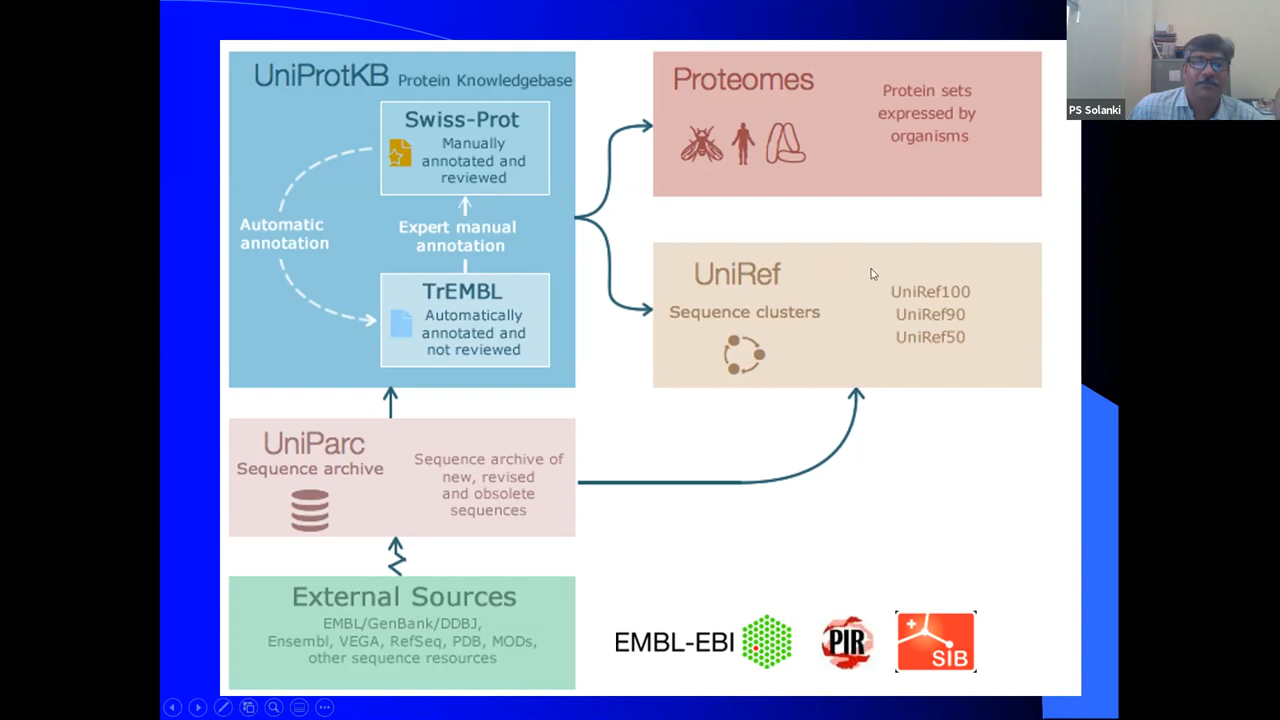 UniProtKB Protein Knowledgebase
Swiss-Prot
Manually
annotated and
reviewed
Automatic
annotation
Expert manual
annotation
TrEMBL
Automatically
annotated and
not reviewed
Proteomes
Protein sets
expressed by
organisms
UniRef
Sequence clusters
UniRef100
UniRef90
UniRef50
UniParc
Sequence archive
Sequence archive of
new, revised
and obsolete
sequences
External Sources
EMBL/GenBank/DDBJ,
Ensembl, VEGA, RefSeq, PDB, MODs,
other sequence resources
EMBL-EBI
PIR
SIB
PS Solanki